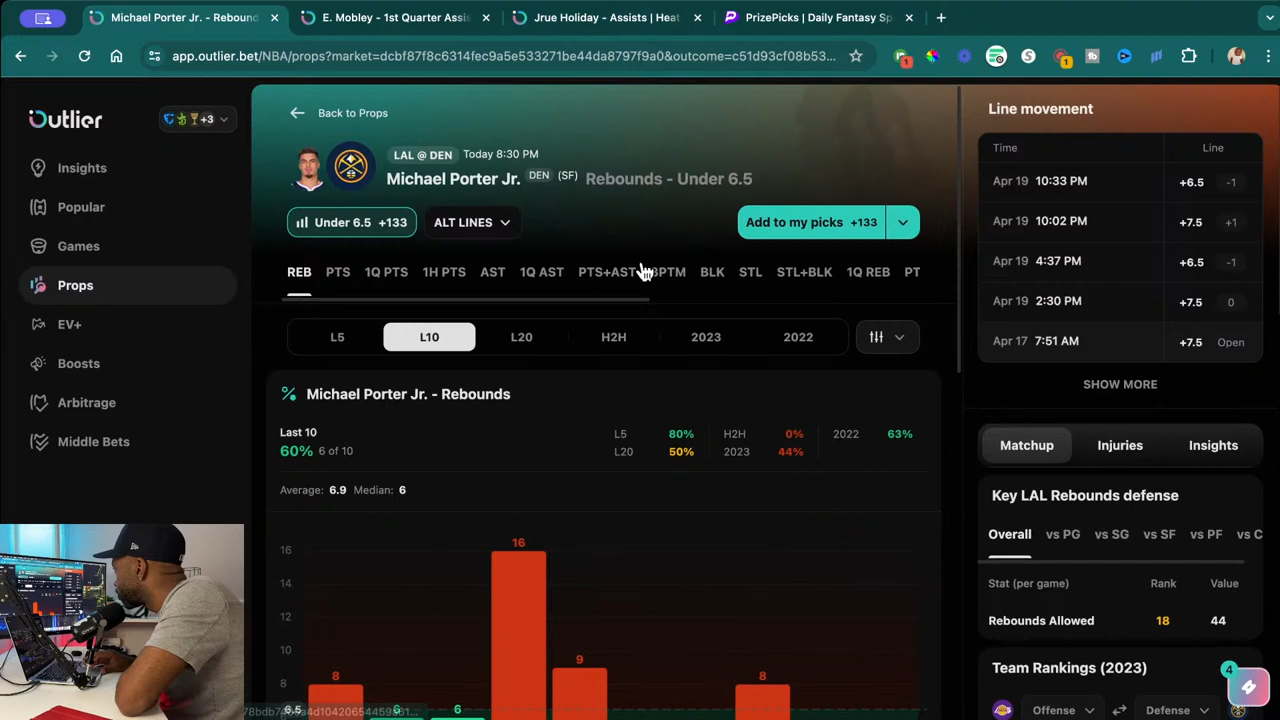 Michael Porter Jr. - Rebound
E. Mobley - 1st Quarter Assis
Jrue Holiday - Assists | Heat
PrizePicks | Daily Fantasy Sp
app.outlier.bet/NBA/props?market=dcbf87f8c6314fec9a5e533271be44da8797f9a0&outcome=c51d93cf08b53...
1
1
Outlier
+3
Insights
Popular
Games
Props
EV+
Boosts
Arbitrage
Middle Bets
Back to Props
LAL @ DEN Today 8:30 PM
Michael Porter Jr. DEN (SF) Rebounds - Under 6.5
Under 6.5 +133
ALT LINES
Add to my picks +133
REB PTS 1Q PTS 1H PTS AST 1Q AST PTS+AST BLK STL STL+BLK 1Q REB PT
L5 L10 L20 H2H 2023 2022
Michael Porter Jr. - Rebounds
Last 10
60% 6 of 10
L5 80% H2H 0% 2022 63%
L20 50% 2023 44%
Average: 6.9 Median: 6
16
14
12
10
8
6.5
8
6
6
16
9
8
Line movement
Time Line
Apr 19 10:33 PM +6.5 -1
Apr 19 10:02 PM +7.5 +1
Apr 19 4:37 PM +6.5 -1
Apr 19 2:30 PM +7.5 0
Apr 17 7:51 AM +7.5 Open
SHOW MORE
Matchup Injuries Insights
Key LAL Rebounds defense
Overall vs PG vs SG vs SF vs PF vs C
Stat (per game) Rank Value
Rebounds Allowed 18 44
Team Rankings (2023)
4
Offense Defense